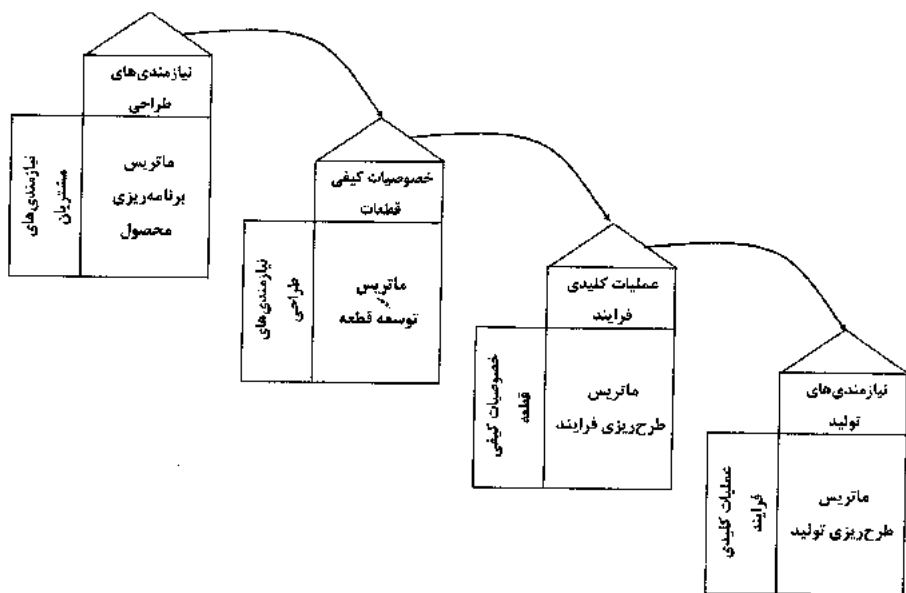 نیازمندی‌های
طراحی
نیازمندی‌های
مشتریان
ماتریس
برنامه‌ریزی
محصول
خصوصیات کیفی
قطعات
نیازمندی‌های
طراحی
ماتریس
توسعه قطعه
عملیات کلیدی
فرایند
خصوصیات کیفی
قطعه
ماتریس
طرح‌ریزی فرایند
نیازمندی‌های
تولید
عملیات کلیدی
فرایند
ماتریس
طرح‌ریزی تولید